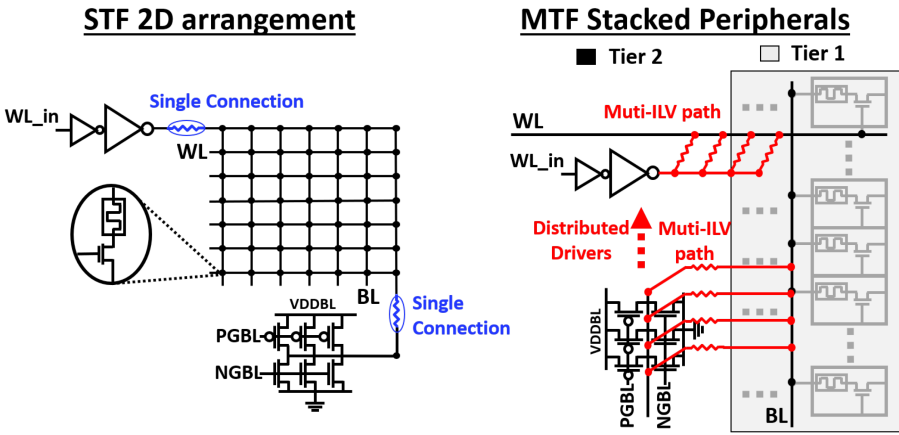 STF 2D arrangement
WL_in
Single Connection
WL
BL
Single
Connection
VDDBL
PGBL
NGBL
MTF Stacked Peripherals
Tier 2
Tier 1
Muti-ILV path
WL
WL_in
Distributed
Drivers
Muti-ILV
path
VDDBL
PGBL
NGBL
BL